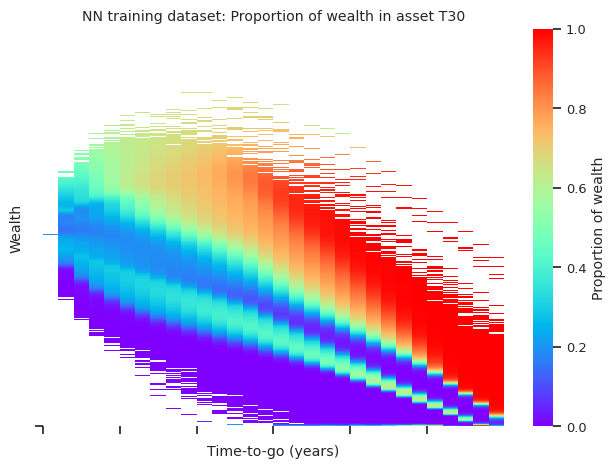 NN training dataset: Proportion of wealth in asset T30
Wealth
Time-to-go (years)
1.0
0.8
0.6
0.4
0.2
0.0
Proportion of wealth